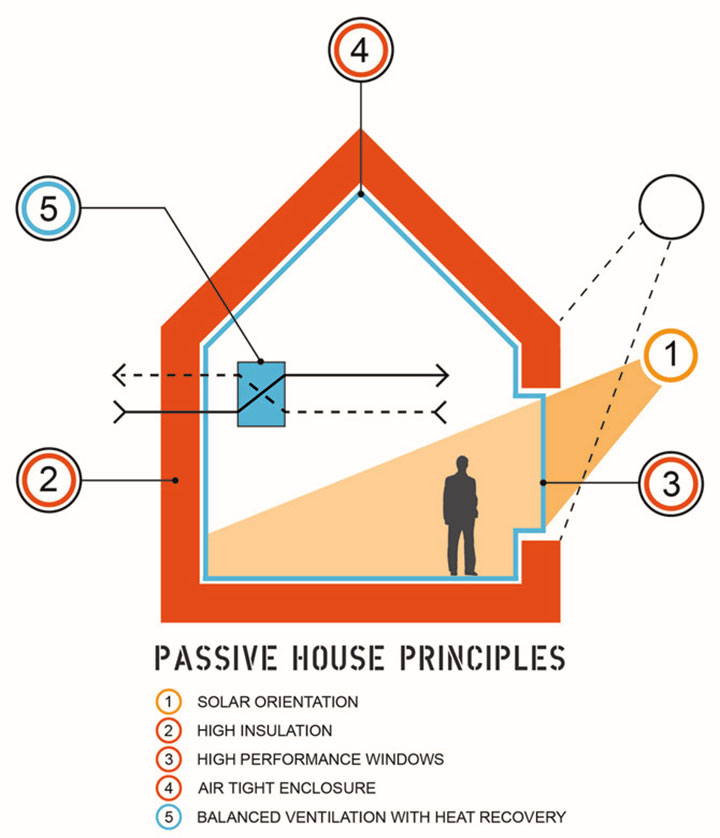 4
5
1
2
3
PASSIVE HOUSE PRINCIPLES
1 SOLAR ORIENTATION
2 HIGH INSULATION
3 HIGH PERFORMANCE WINDOWS
4 AIR TIGHT ENCLOSURE
5 BALANCED VENTILATION WITH HEAT RECOVERY